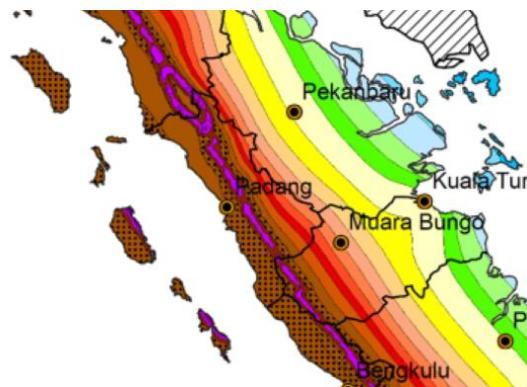 Pekanbaru
Kuala Tun
Padang
Muara Bungo
P
Bengkulu